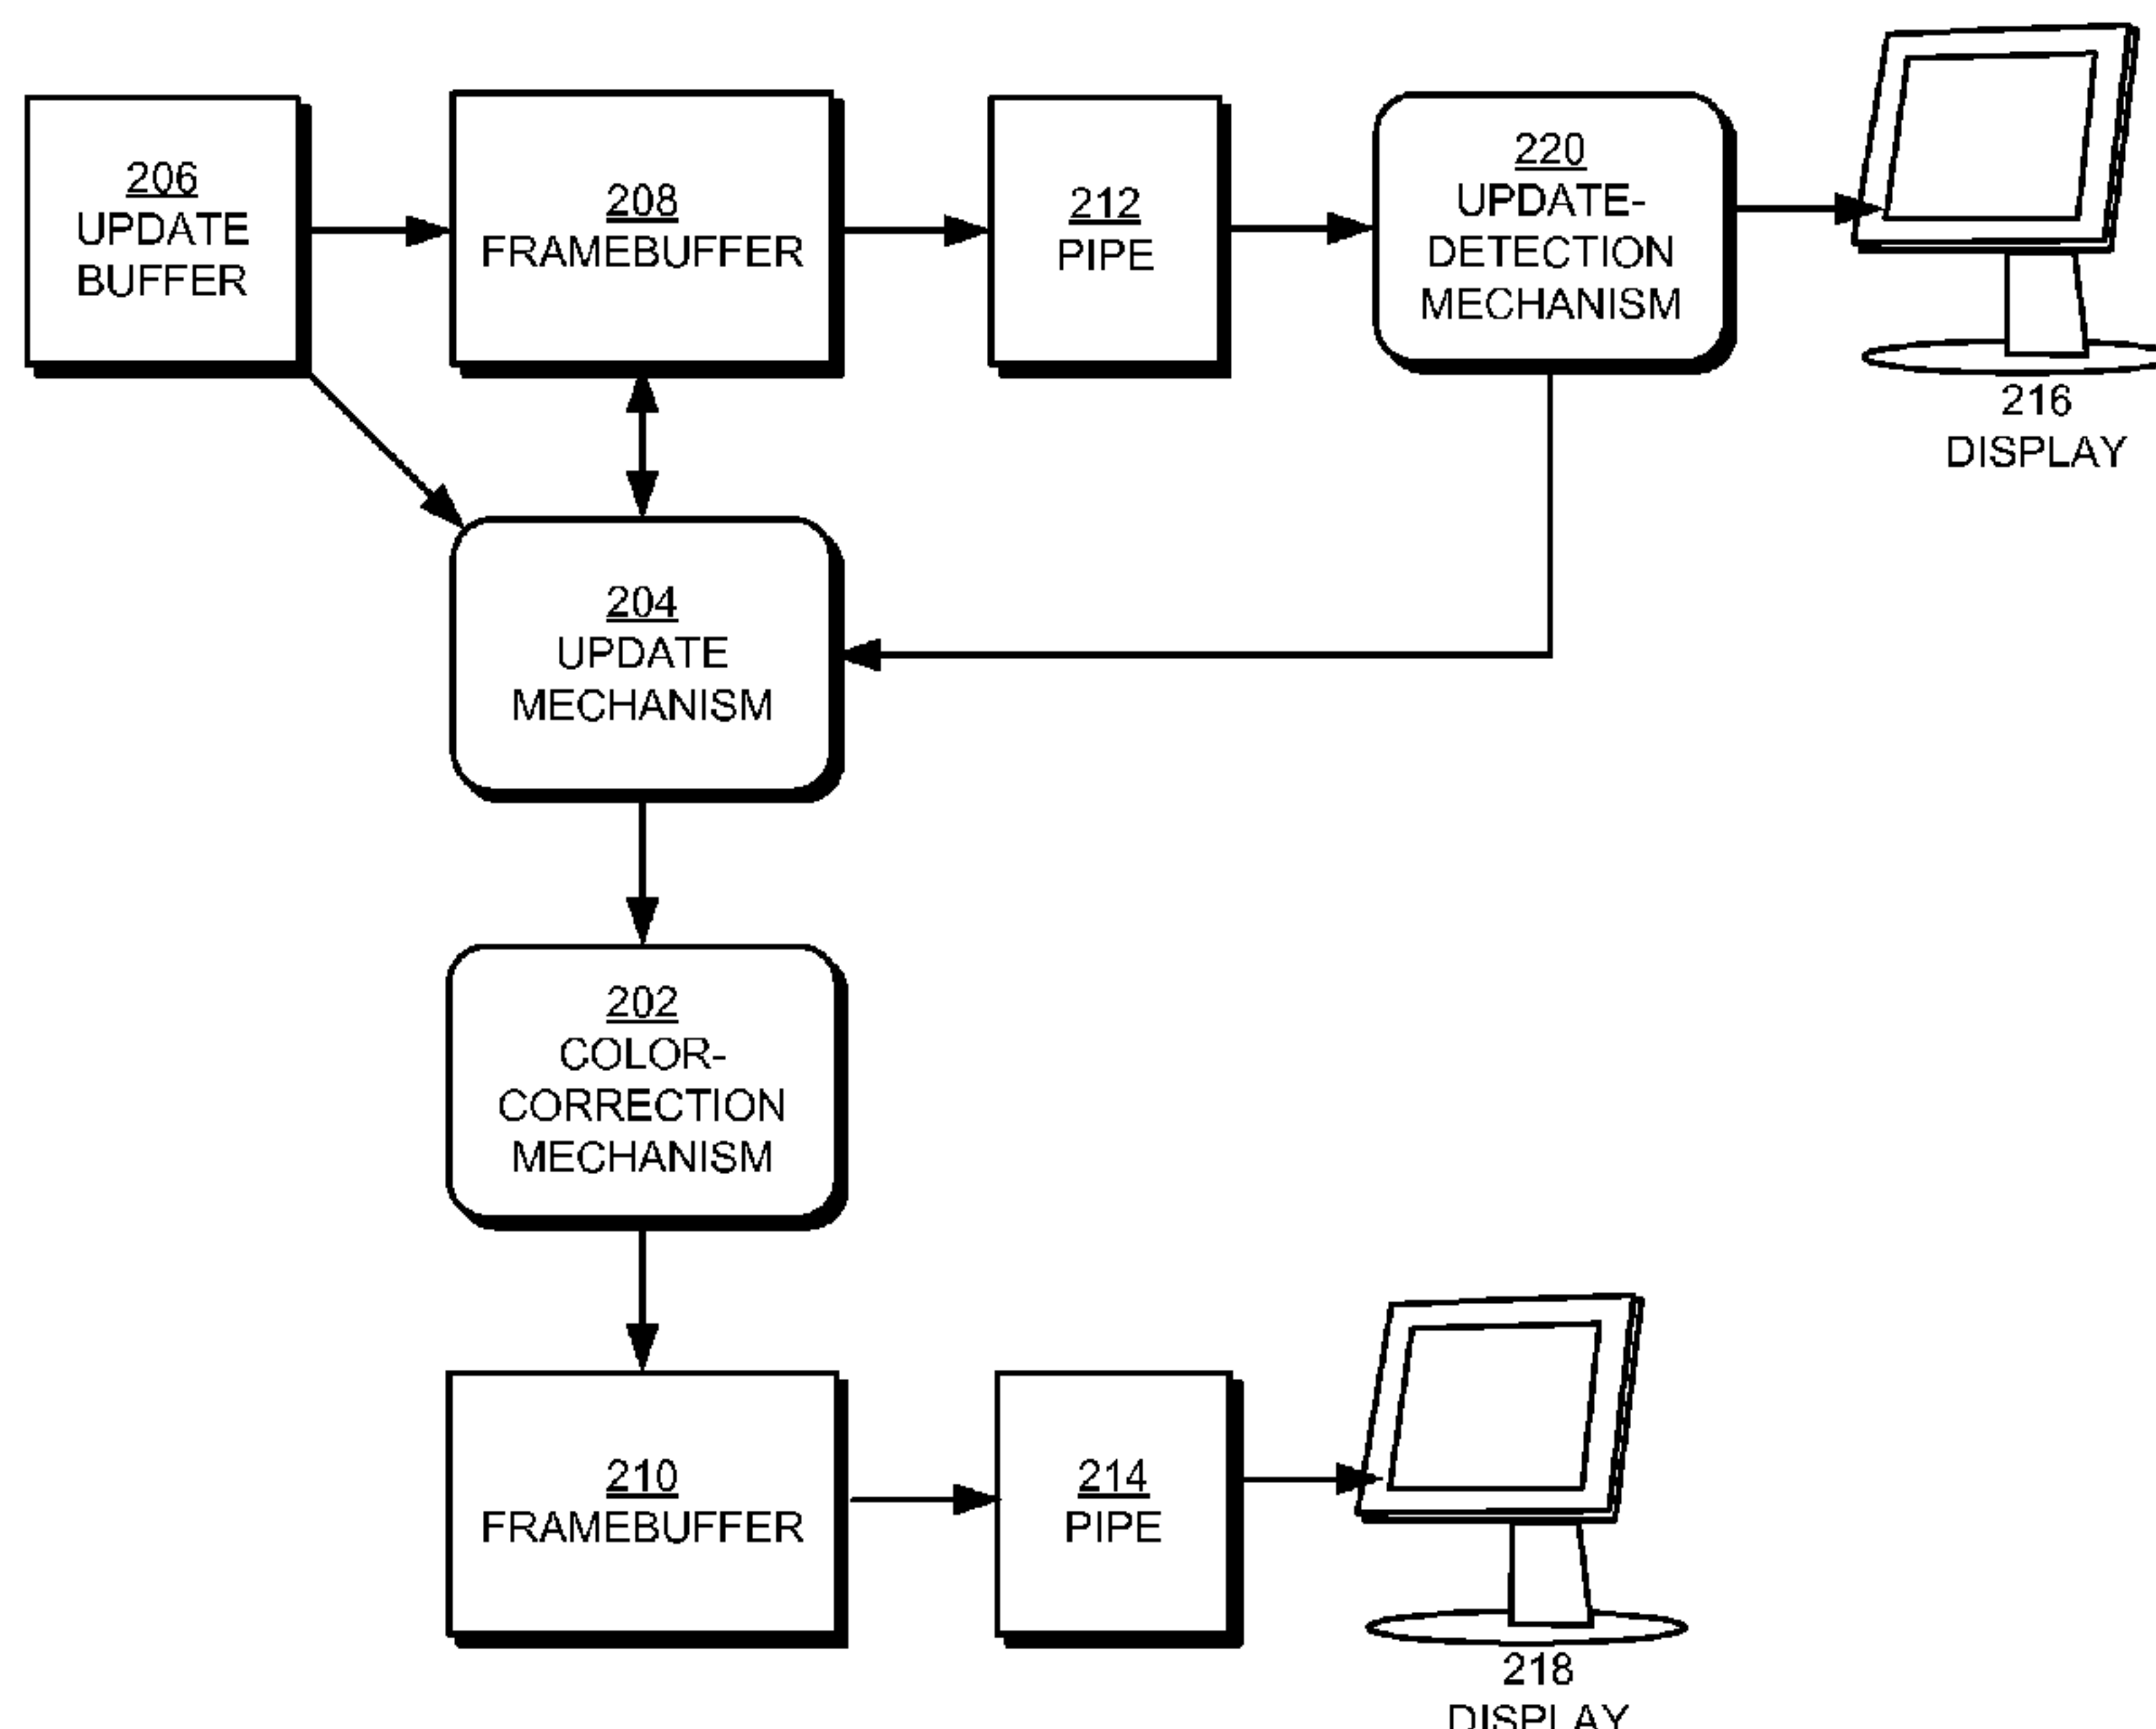 206
UPDATE
BUFFER
208
FRAMEBUFFER
212
PIPE
220
UPDATE-
DETECTION
MECHANISM
216
DISPLAY
204
UPDATE
MECHANISM
202
COLOR-
CORRECTION
MECHANISM
210
FRAMEBUFFER
214
PIPE
218
DISPLAY